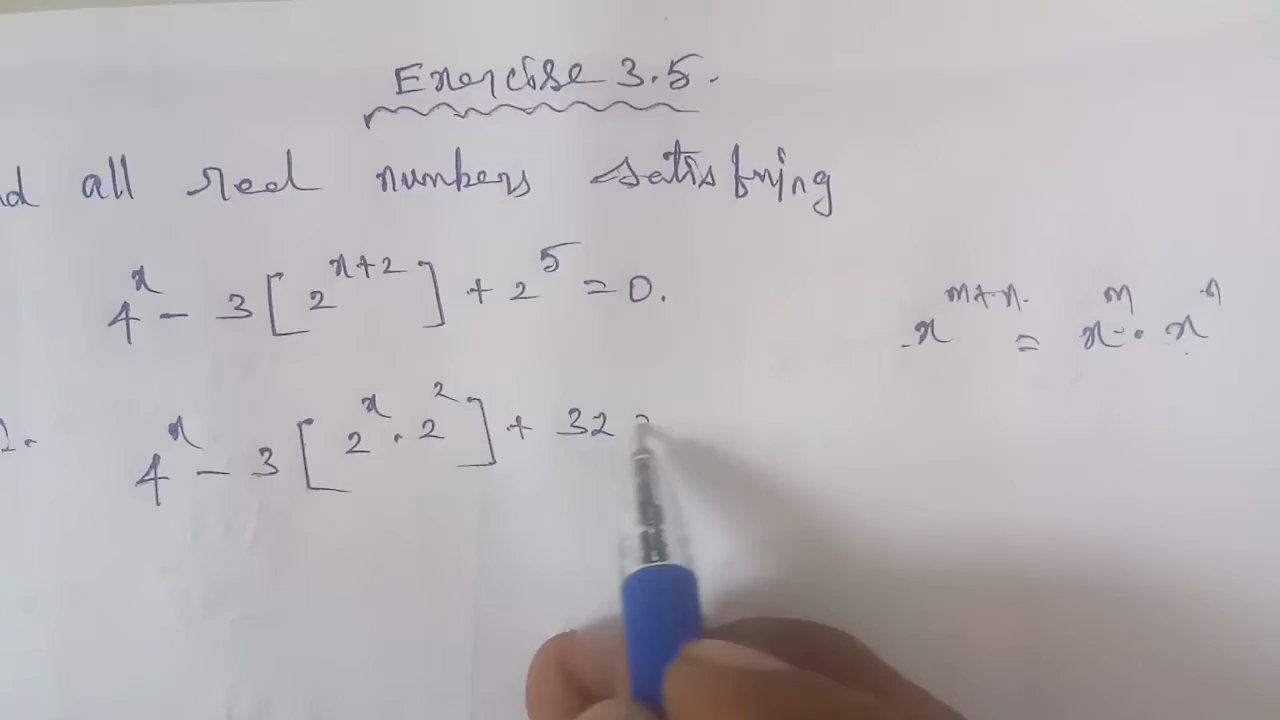 Exercise 3.5.
all real numbers satisfying
4^x - 3 [2^{x+2}] + 2^5 = 0.
x^{m+n} = x^m · x^n
4^x - 3 [2^x · 2^2] + 32 =